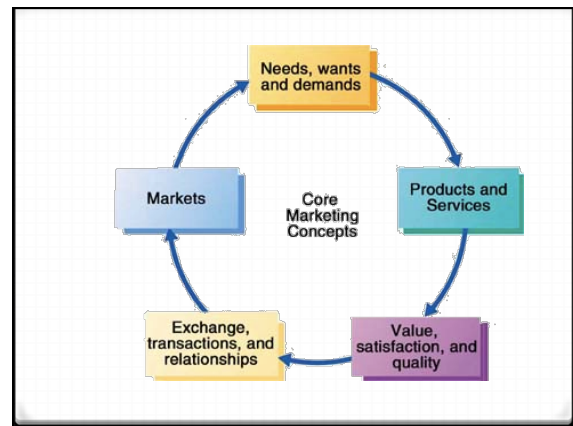 Needs, wants
and demands
Products and
Services
Value,
satisfaction, and
quality
Exchange,
transactions, and
relationships
Markets
Core
Marketing
Concepts